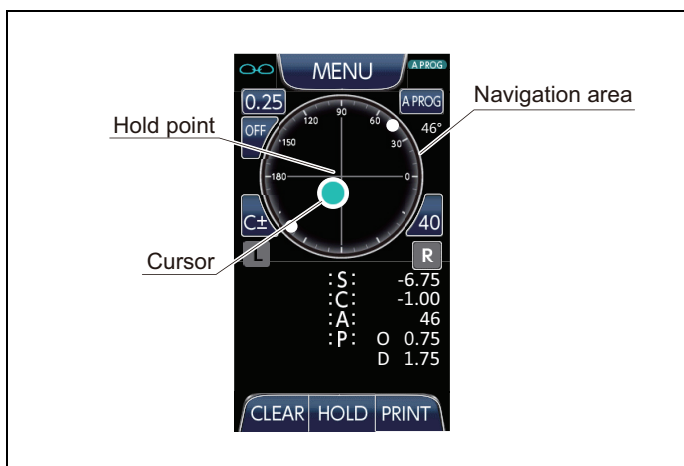 MENU
A PROG
0.25
A PROG
Navigation area
90
120
60
46°
OFF
Hold point
150
30
180
0
C±
40
Cursor
L
R
:S: -6.75
:C: -1.00
:A: 46
:P: O 0.75
D 1.75
CLEAR HOLD PRINT